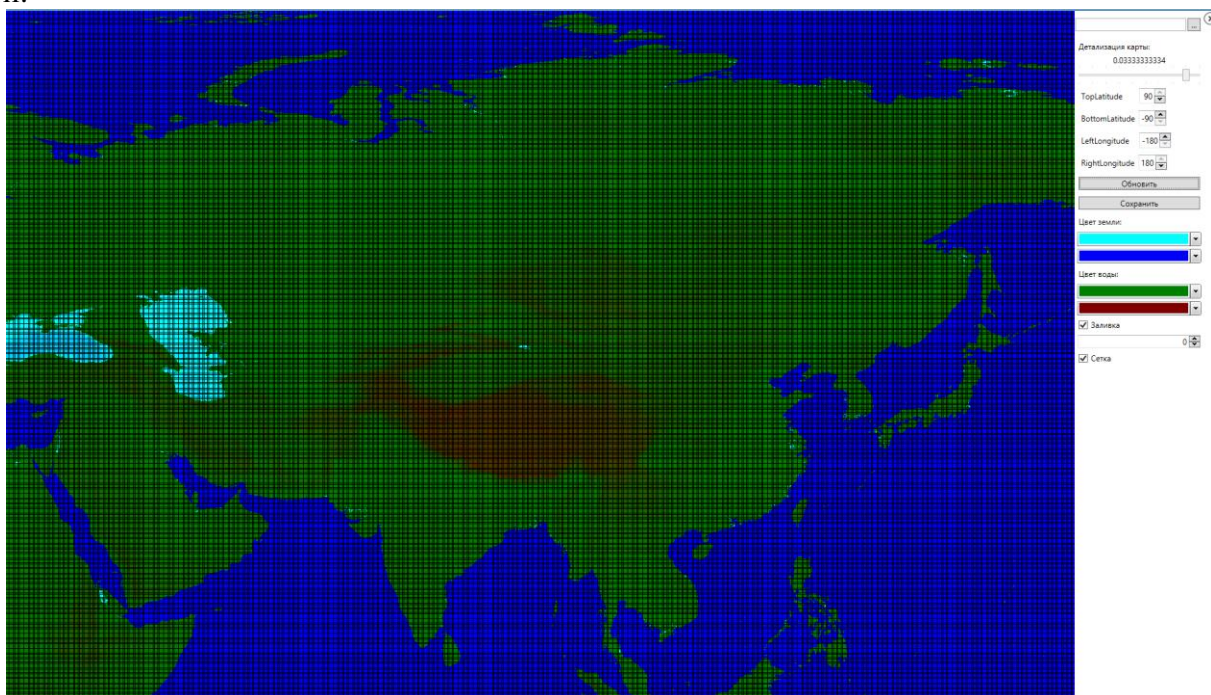 ...
Детализация карты:
0.03333333334
TopLatitude 90
BottomLatitude -90
LeftLongitude -180
RightLongitude 180
Обновить
Сохранить
Цвет земли:
Цвет воды:
Заливка
0
Сетка